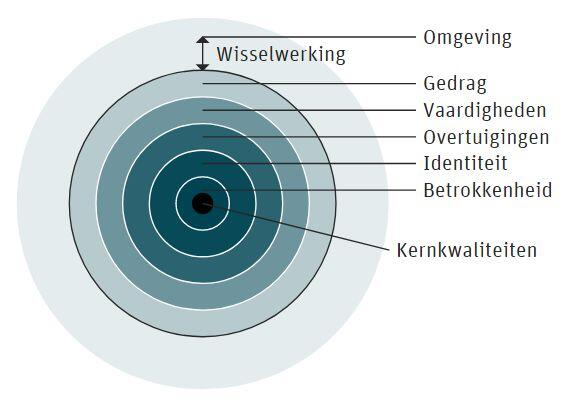 Omgeving
Wisselwerking
Gedrag
Vaardigheden
Overtuigingen
Identiteit
Betrokkenheid
Kernkwaliteiten